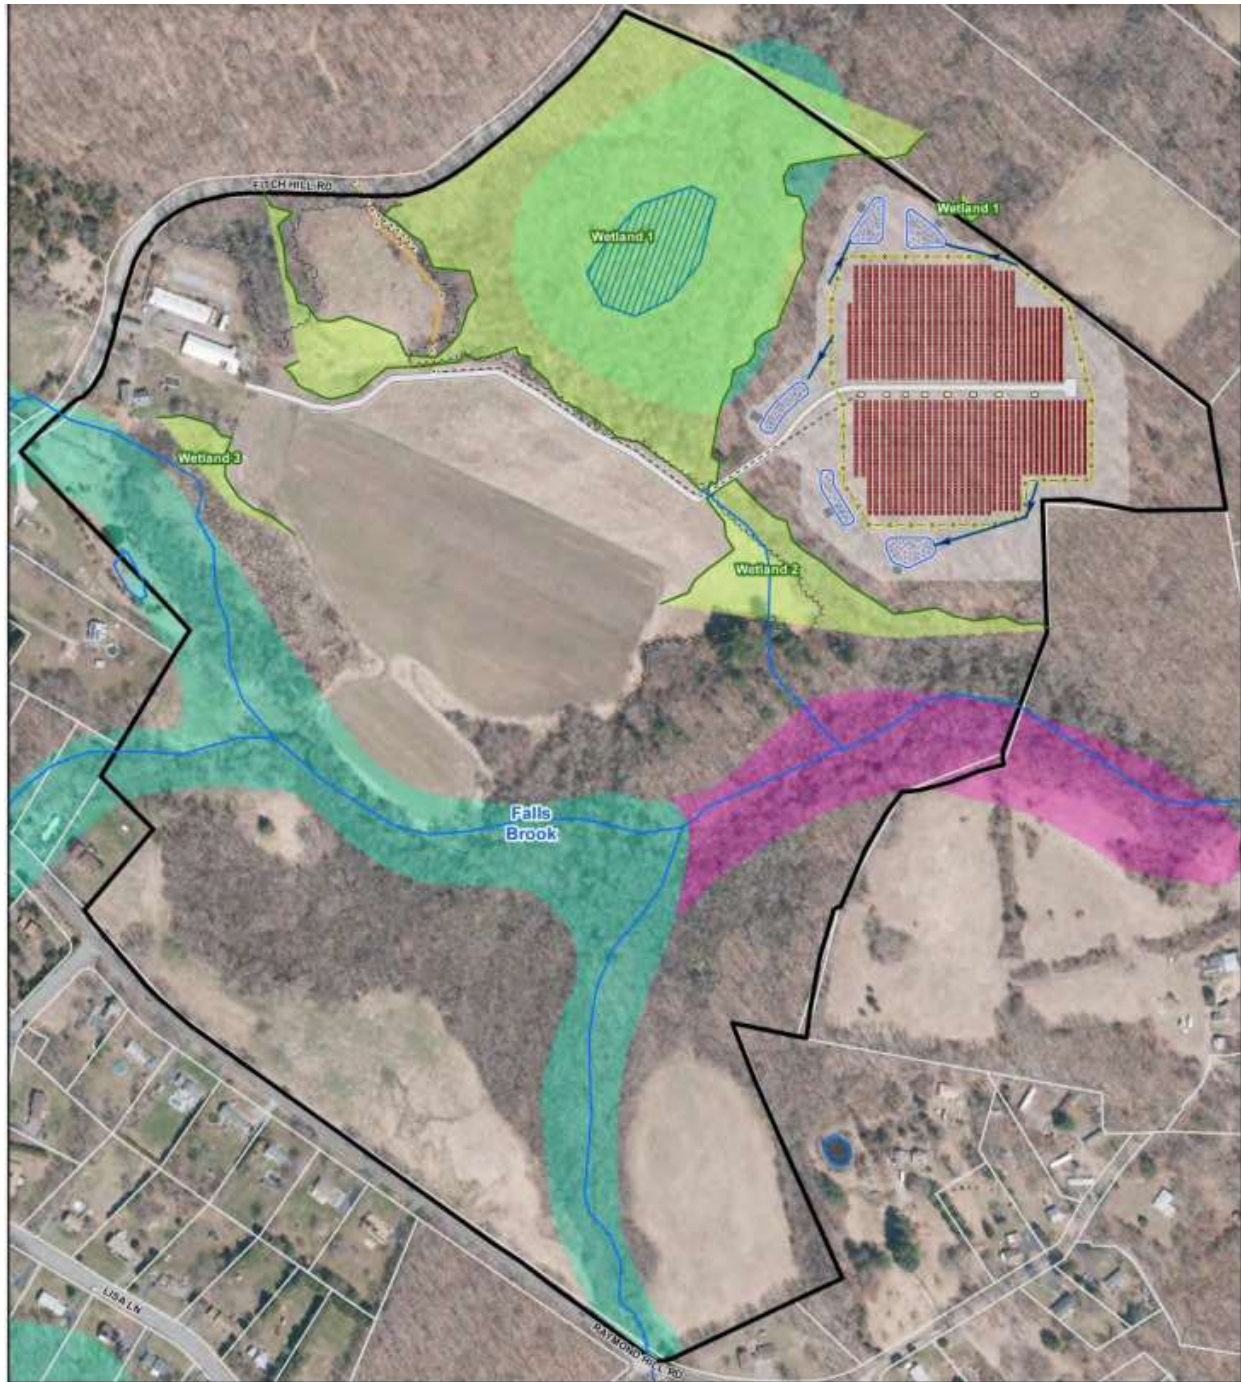 FITCH HILL RD
Wetland 1
Wetland 1
Wetland 3
Wetland 2
Falls
Brook
LISA LN
RAYMOND HILL RD